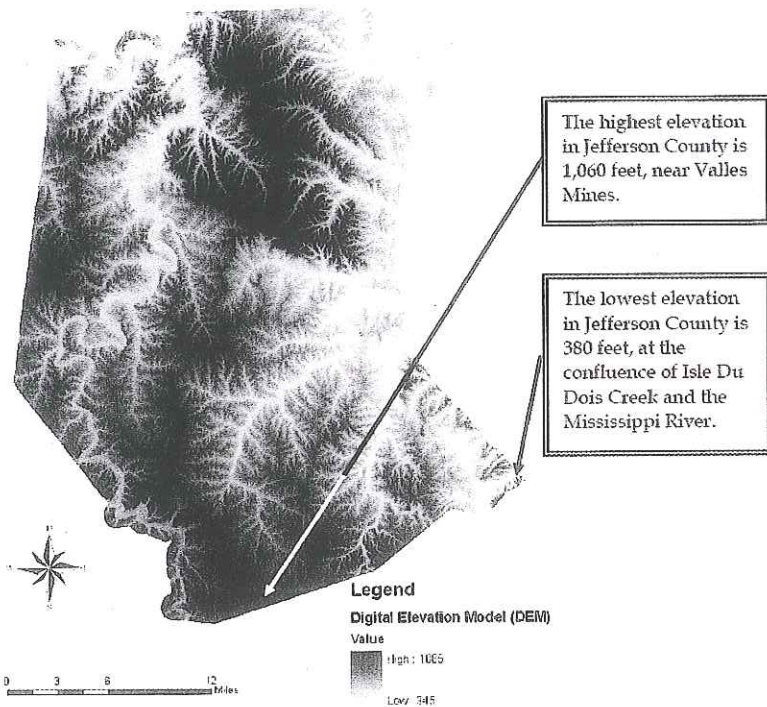 The highest elevation
in Jefferson County is
1,060 feet, near Valles
Mines.
The lowest elevation
in Jefferson County is
380 feet, at the
confluence of Isle Du
Dois Creek and the
Mississippi River.
Legend
Digital Elevation Model (DEM)
Value
High : 1085
Low 345
0 3 6 12
Miles